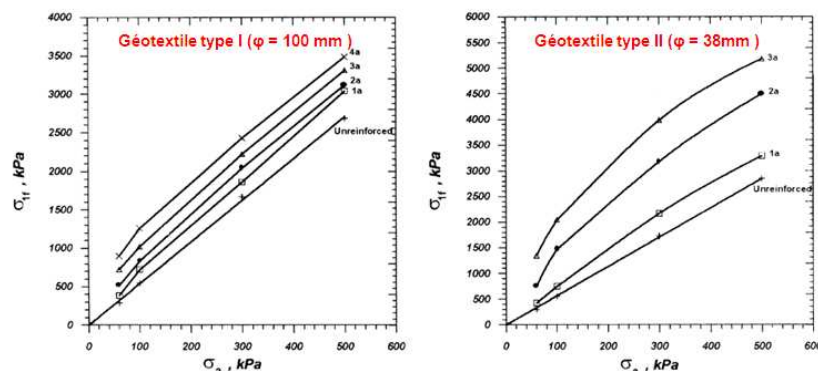 Géotextile type I (φ = 100 mm )
σ1f , kPa
4000
3500
3000
2500
2000
1500
1000
500
0
4a
3a
2a
1a
Unreinforced
0 100 200 300 400 500 600
, kPa
Géotextile type II (φ = 38mm )
σ1f , kPa
6000
5500
5000
4500
4000
3500
3000
2500
2000
1500
1000
500
0
3a
2a
1a
Unreinforced
0 100 200 300 400 500 600
, kPa